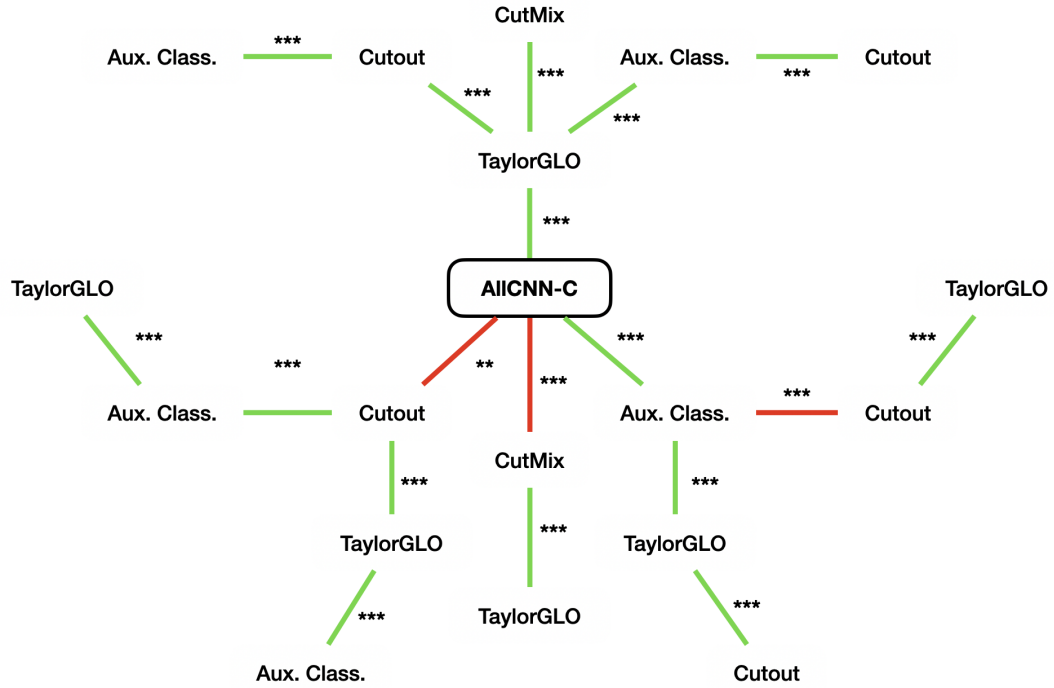 CutMix
Aux. Class.
***
Cutout
Aux. Class.
***
Cutout
***
***
***
TaylorGLO
***
AllCNN-C
TaylorGLO
TaylorGLO
***
***
**
***
***
***
***
Aux. Class.
Cutout
Aux. Class.
Cutout
CutMix
***
***
***
TaylorGLO
TaylorGLO
***
***
TaylorGLO
Aux. Class.
Cutout